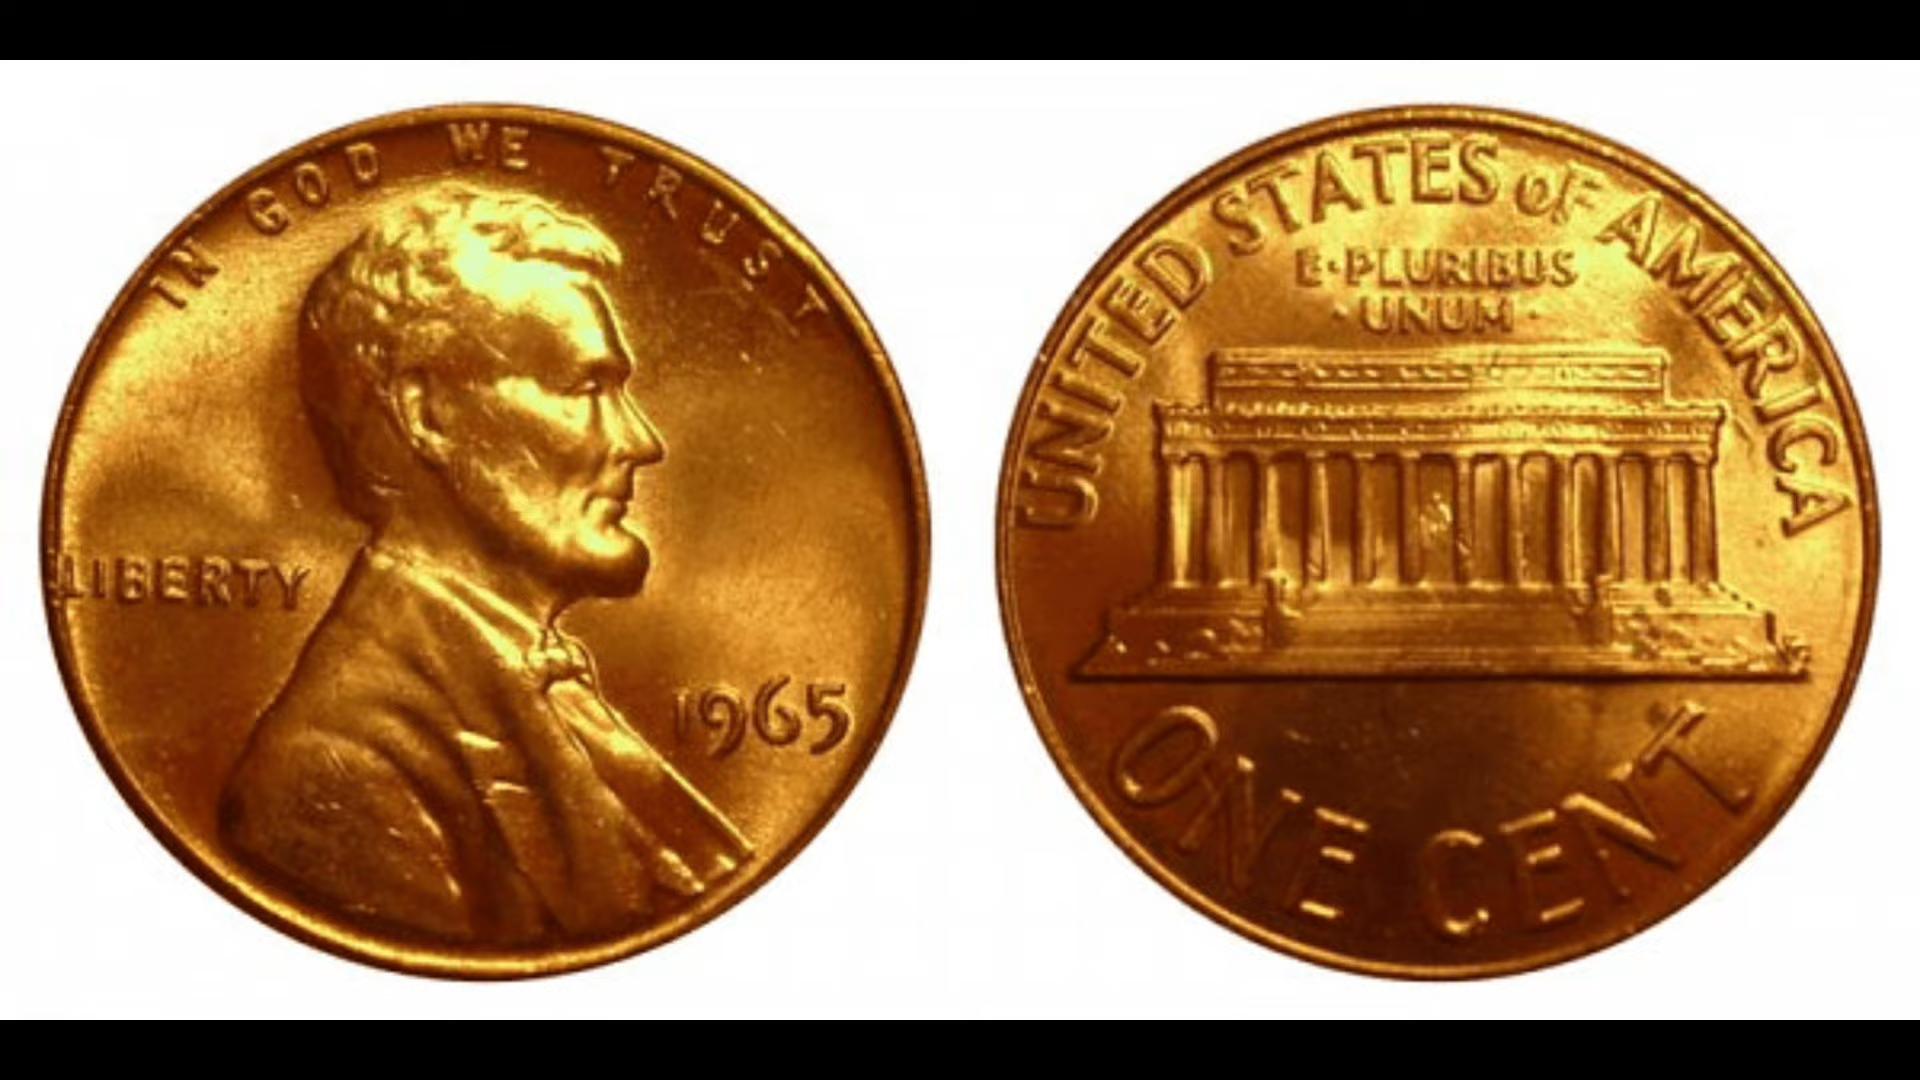 IN GOD WE TRUST
LIBERTY
1965
UNITED STATES OF AMERICA
E·PLURIBUS
·UNUM·
ONE CENT